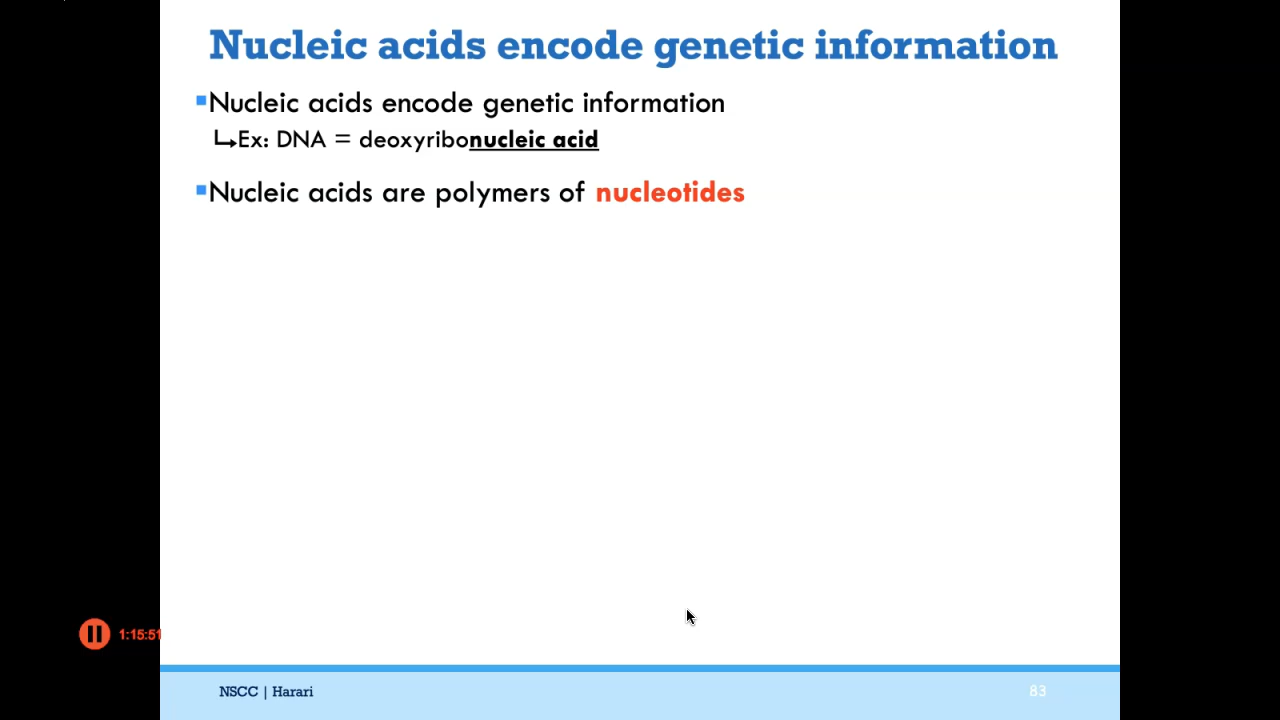 Nucleic acids encode genetic information
▪Nucleic acids encode genetic information
↳Ex: DNA = deoxyribonucleic acid
▪Nucleic acids are polymers of nucleotides
1:15:51
NSCC | Harari
83